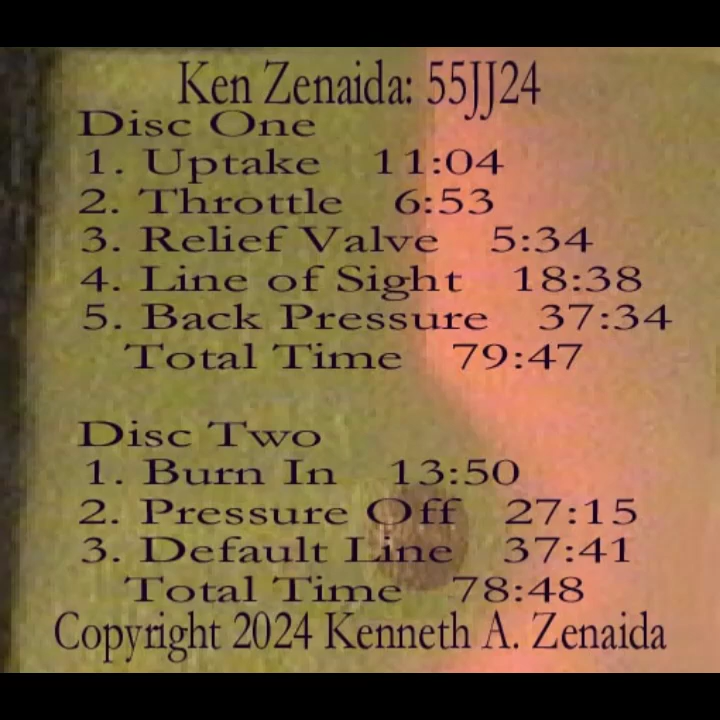 Ken Zenaida: 55JJ24
Disc One
1. Uptake 11:04
2. Throttle 6:53
3. Relief Valve 5:34
4. Line of Sight 18:38
5. Back Pressure 37:34
Total Time 79:47
Disc Two
1. Burn In 13:50
2. Pressure Off 27:15
3. Default Line 37:41
Total Time 78:48
Copyright 2024 Kenneth A. Zenaida